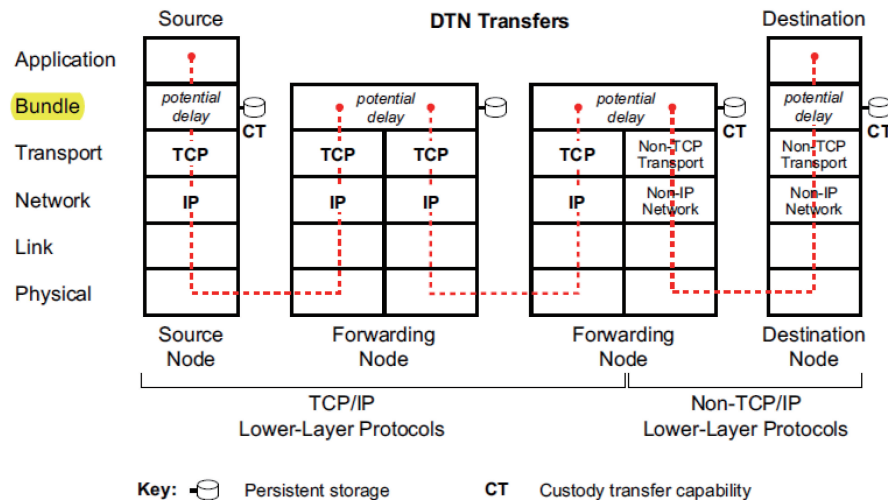 Source
DTN Transfers
Destination
Application
Bundle
potential
delay
CT
potential
delay
potential
delay
CT
potential
delay
CT
Transport
TCP
TCP
TCP
TCP
Non-TCP
Transport
Non-TCP
Transport
Network
IP
IP
IP
IP
Non-IP
Network
Non-IP
Network
Link
Physical
Source
Node
Forwarding
Node
Forwarding
Node
Destination
Node
TCP/IP
Lower-Layer Protocols
Non-TCP/IP
Lower-Layer Protocols
Key: Persistent storage CT Custody transfer capability